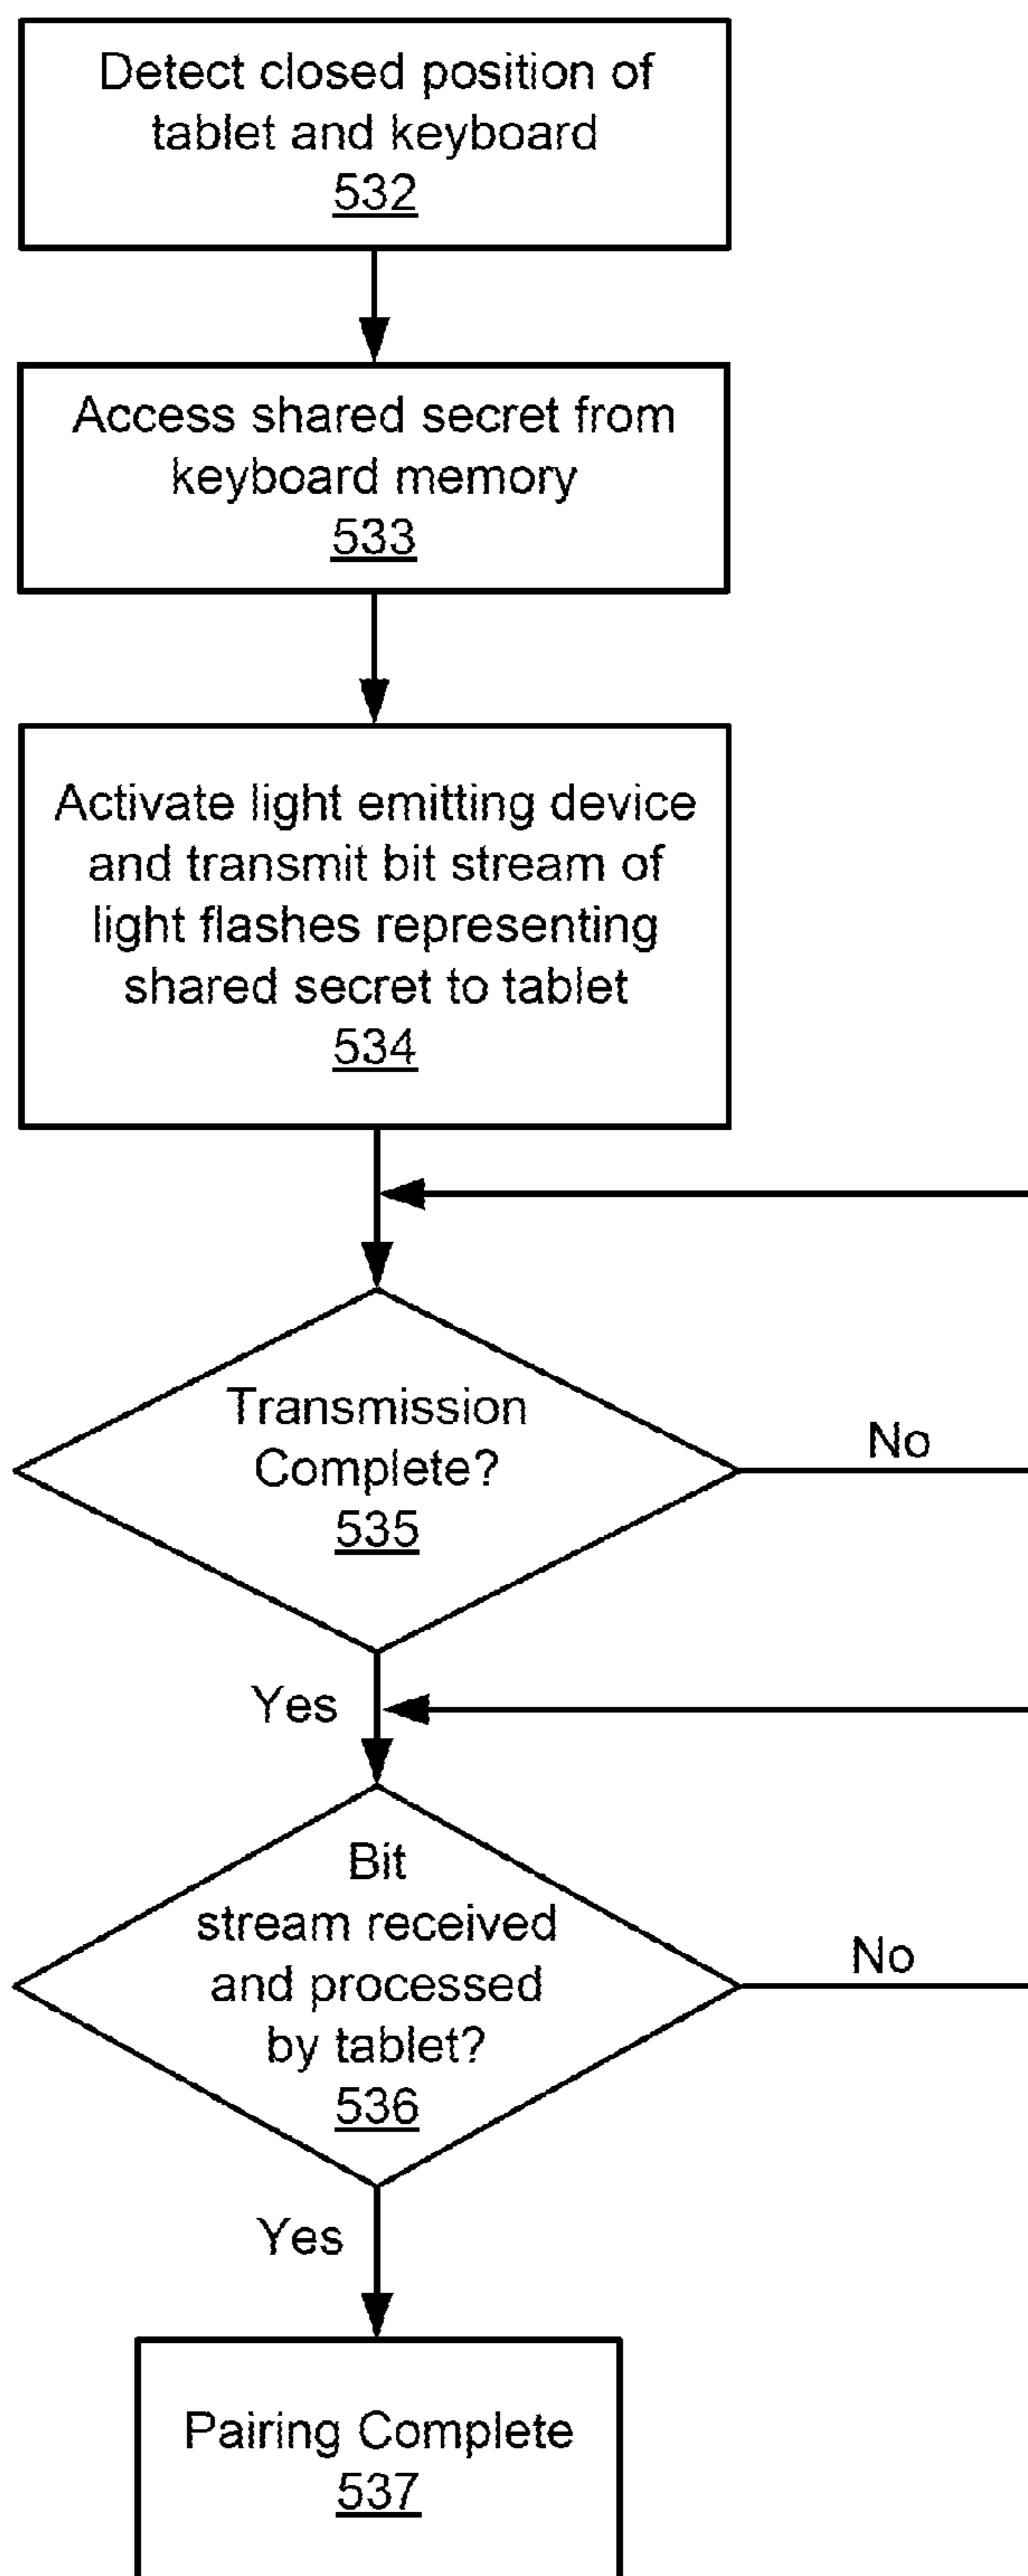 Detect closed position of
tablet and keyboard
532
Access shared secret from
keyboard memory
533
Activate light emitting device
and transmit bit stream of
light flashes representing
shared secret to tablet
534
Transmission
Complete?
535
No
Yes
Bit
stream received
and processed
by tablet?
536
No
Yes
Pairing Complete
537